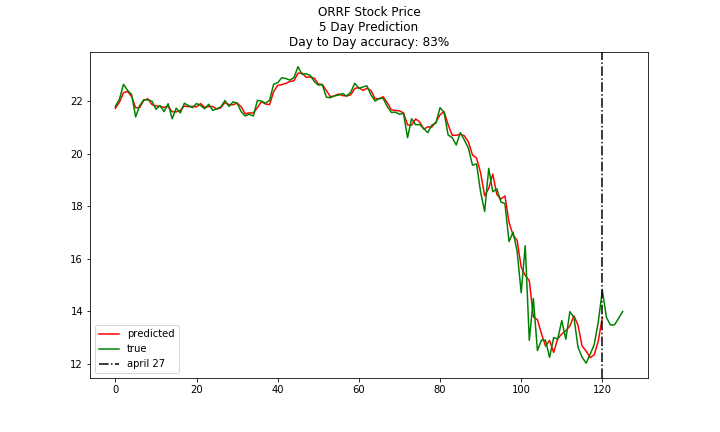 ORRF Stock Price
5 Day Prediction
Day to Day accuracy: 83%
22
20
18
16
14
12
predicted
true
april 27
0
20
40
60
80
100
120